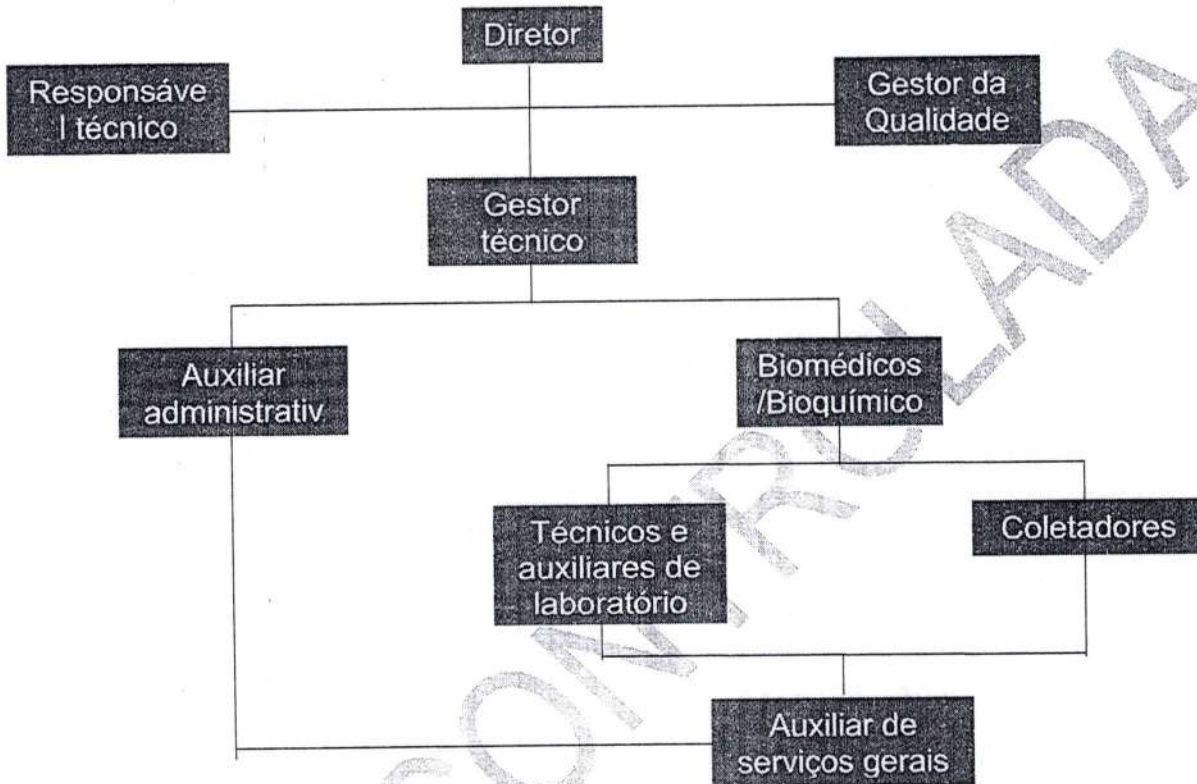 Diretor
Responsáve
l técnico
Gestor da
Qualidade
Gestor
técnico
Auxiliar
administrativ
Biomédicos
/Bioquímico
Técnicos e
auxiliares de
laboratório
Coletadores
Auxiliar de
serviços gerais